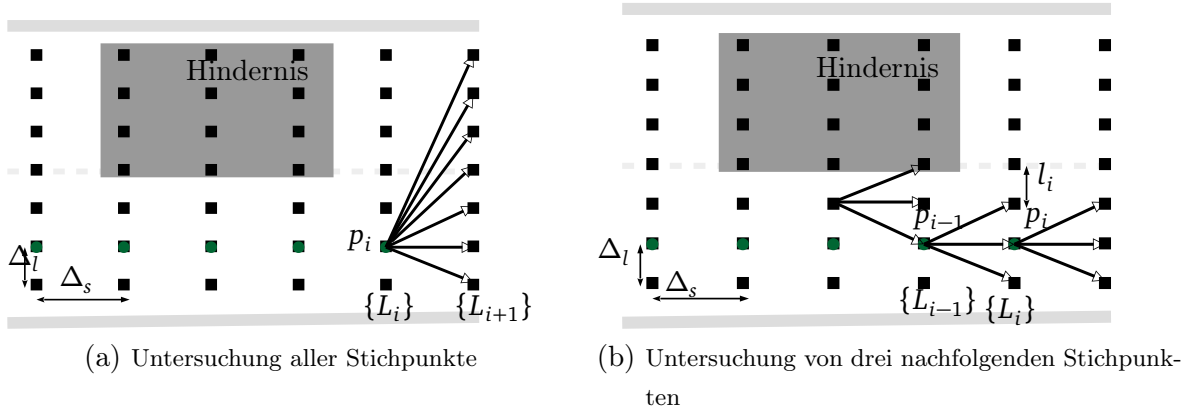 Hindernis
p_i
Δ_l
Δ_s
{L_i}
{L_{i+1}}
(a) Untersuchung aller Stichpunkte
Hindernis
l_i
p_{i−1}
p_i
Δ_l
Δ_s
{L_{i−1}}
{L_i}
(b) Untersuchung von drei nachfolgenden Stichpunk-
ten